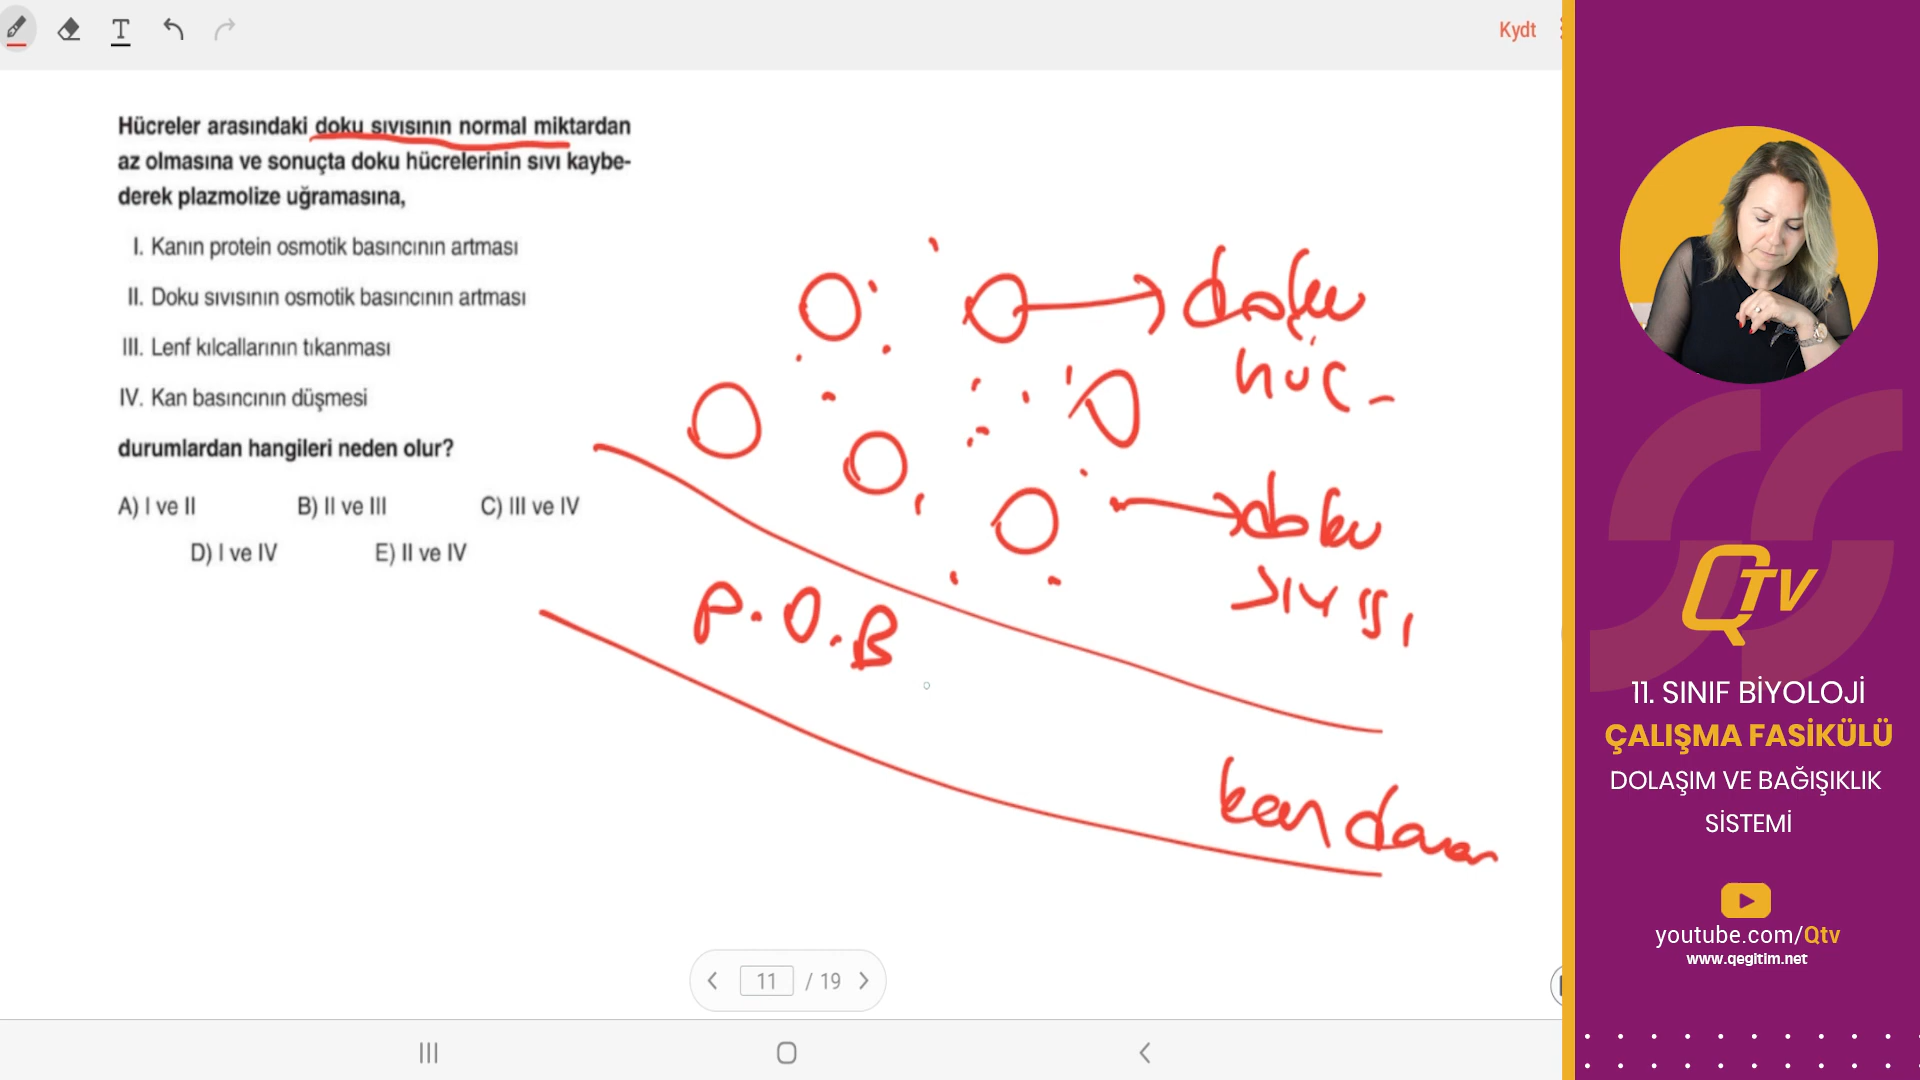 Kydt
Hücreler arasındaki doku sıvısının normal miktardan
az olmasına ve sonuçta doku hücrelerinin sıvı kaybe-
derek plazmolize uğramasına,
I. Kanın protein osmotik basıncının artması
II. Doku sıvısının osmotik basıncının artması
III. Lenf kılcallarının tıkanması
IV. Kan basıncının düşmesi
durumlardan hangileri neden olur?
A) I ve II B) II ve III C) III ve IV
D) I ve IV E) II ve IV
doku
hüc
doku
sıvısı
P.O.B
kan damarı
11 / 19
QTV
11. SINIF BİYOLOJİ
ÇALIŞMA FASİKÜLÜ
DOLAŞIM VE BAĞIŞIKLIK
SİSTEMİ
youtube.com/Qtv
www.qegitim.net